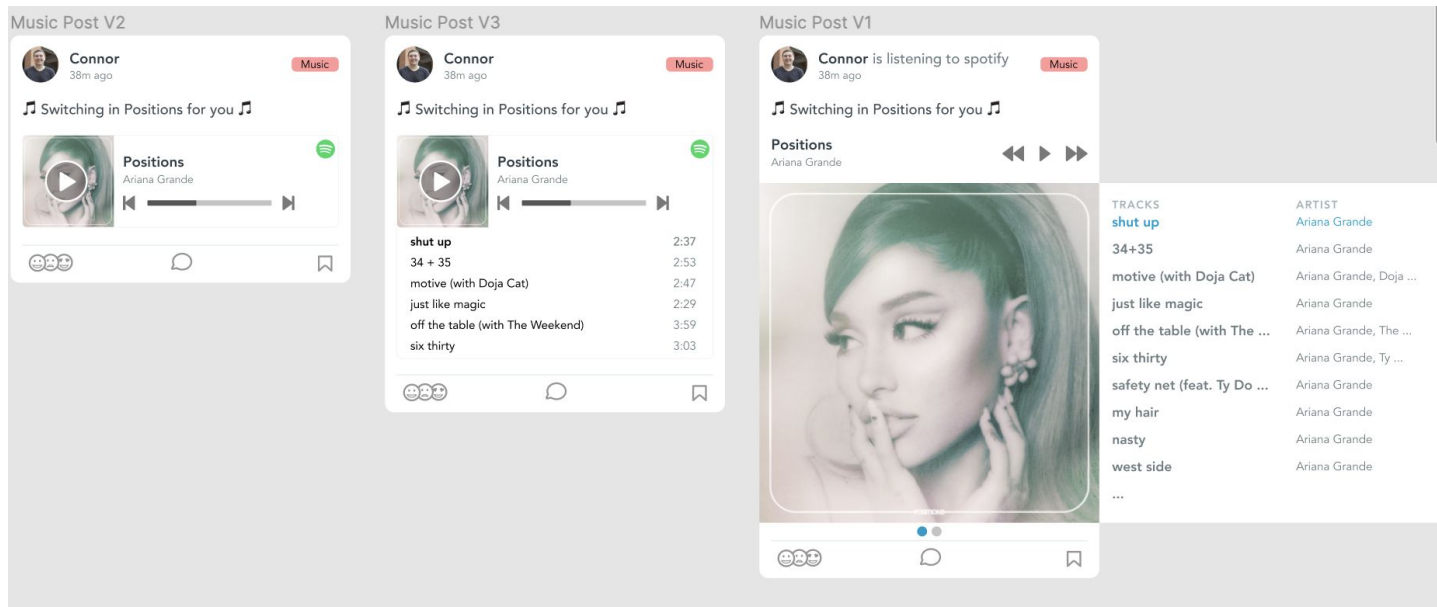 Music Post V2
Connor
38m ago
Music
♫ Switching in Positions for you ♫
Positions
Ariana Grande
Music Post V3
Connor
38m ago
Music
♫ Switching in Positions for you ♫
Positions
Ariana Grande
shut up 2:37
34 + 35 2:53
motive (with Doja Cat) 2:47
just like magic 2:29
off the table (with The Weekend) 3:59
six thirty 3:03
Music Post V1
Connor is listening to spotify
38m ago
Music
♫ Switching in Positions for you ♫
Positions
Ariana Grande
POSITIONS
TRACKS ARTIST
shut up Ariana Grande
34+35 Ariana Grande
motive (with Doja Cat) Ariana Grande, Doja ...
just like magic Ariana Grande
off the table (with The ... Ariana Grande, The ...
six thirty Ariana Grande, Ty ...
safety net (feat. Ty Do ... Ariana Grande
my hair Ariana Grande
nasty Ariana Grande
west side Ariana Grande
...